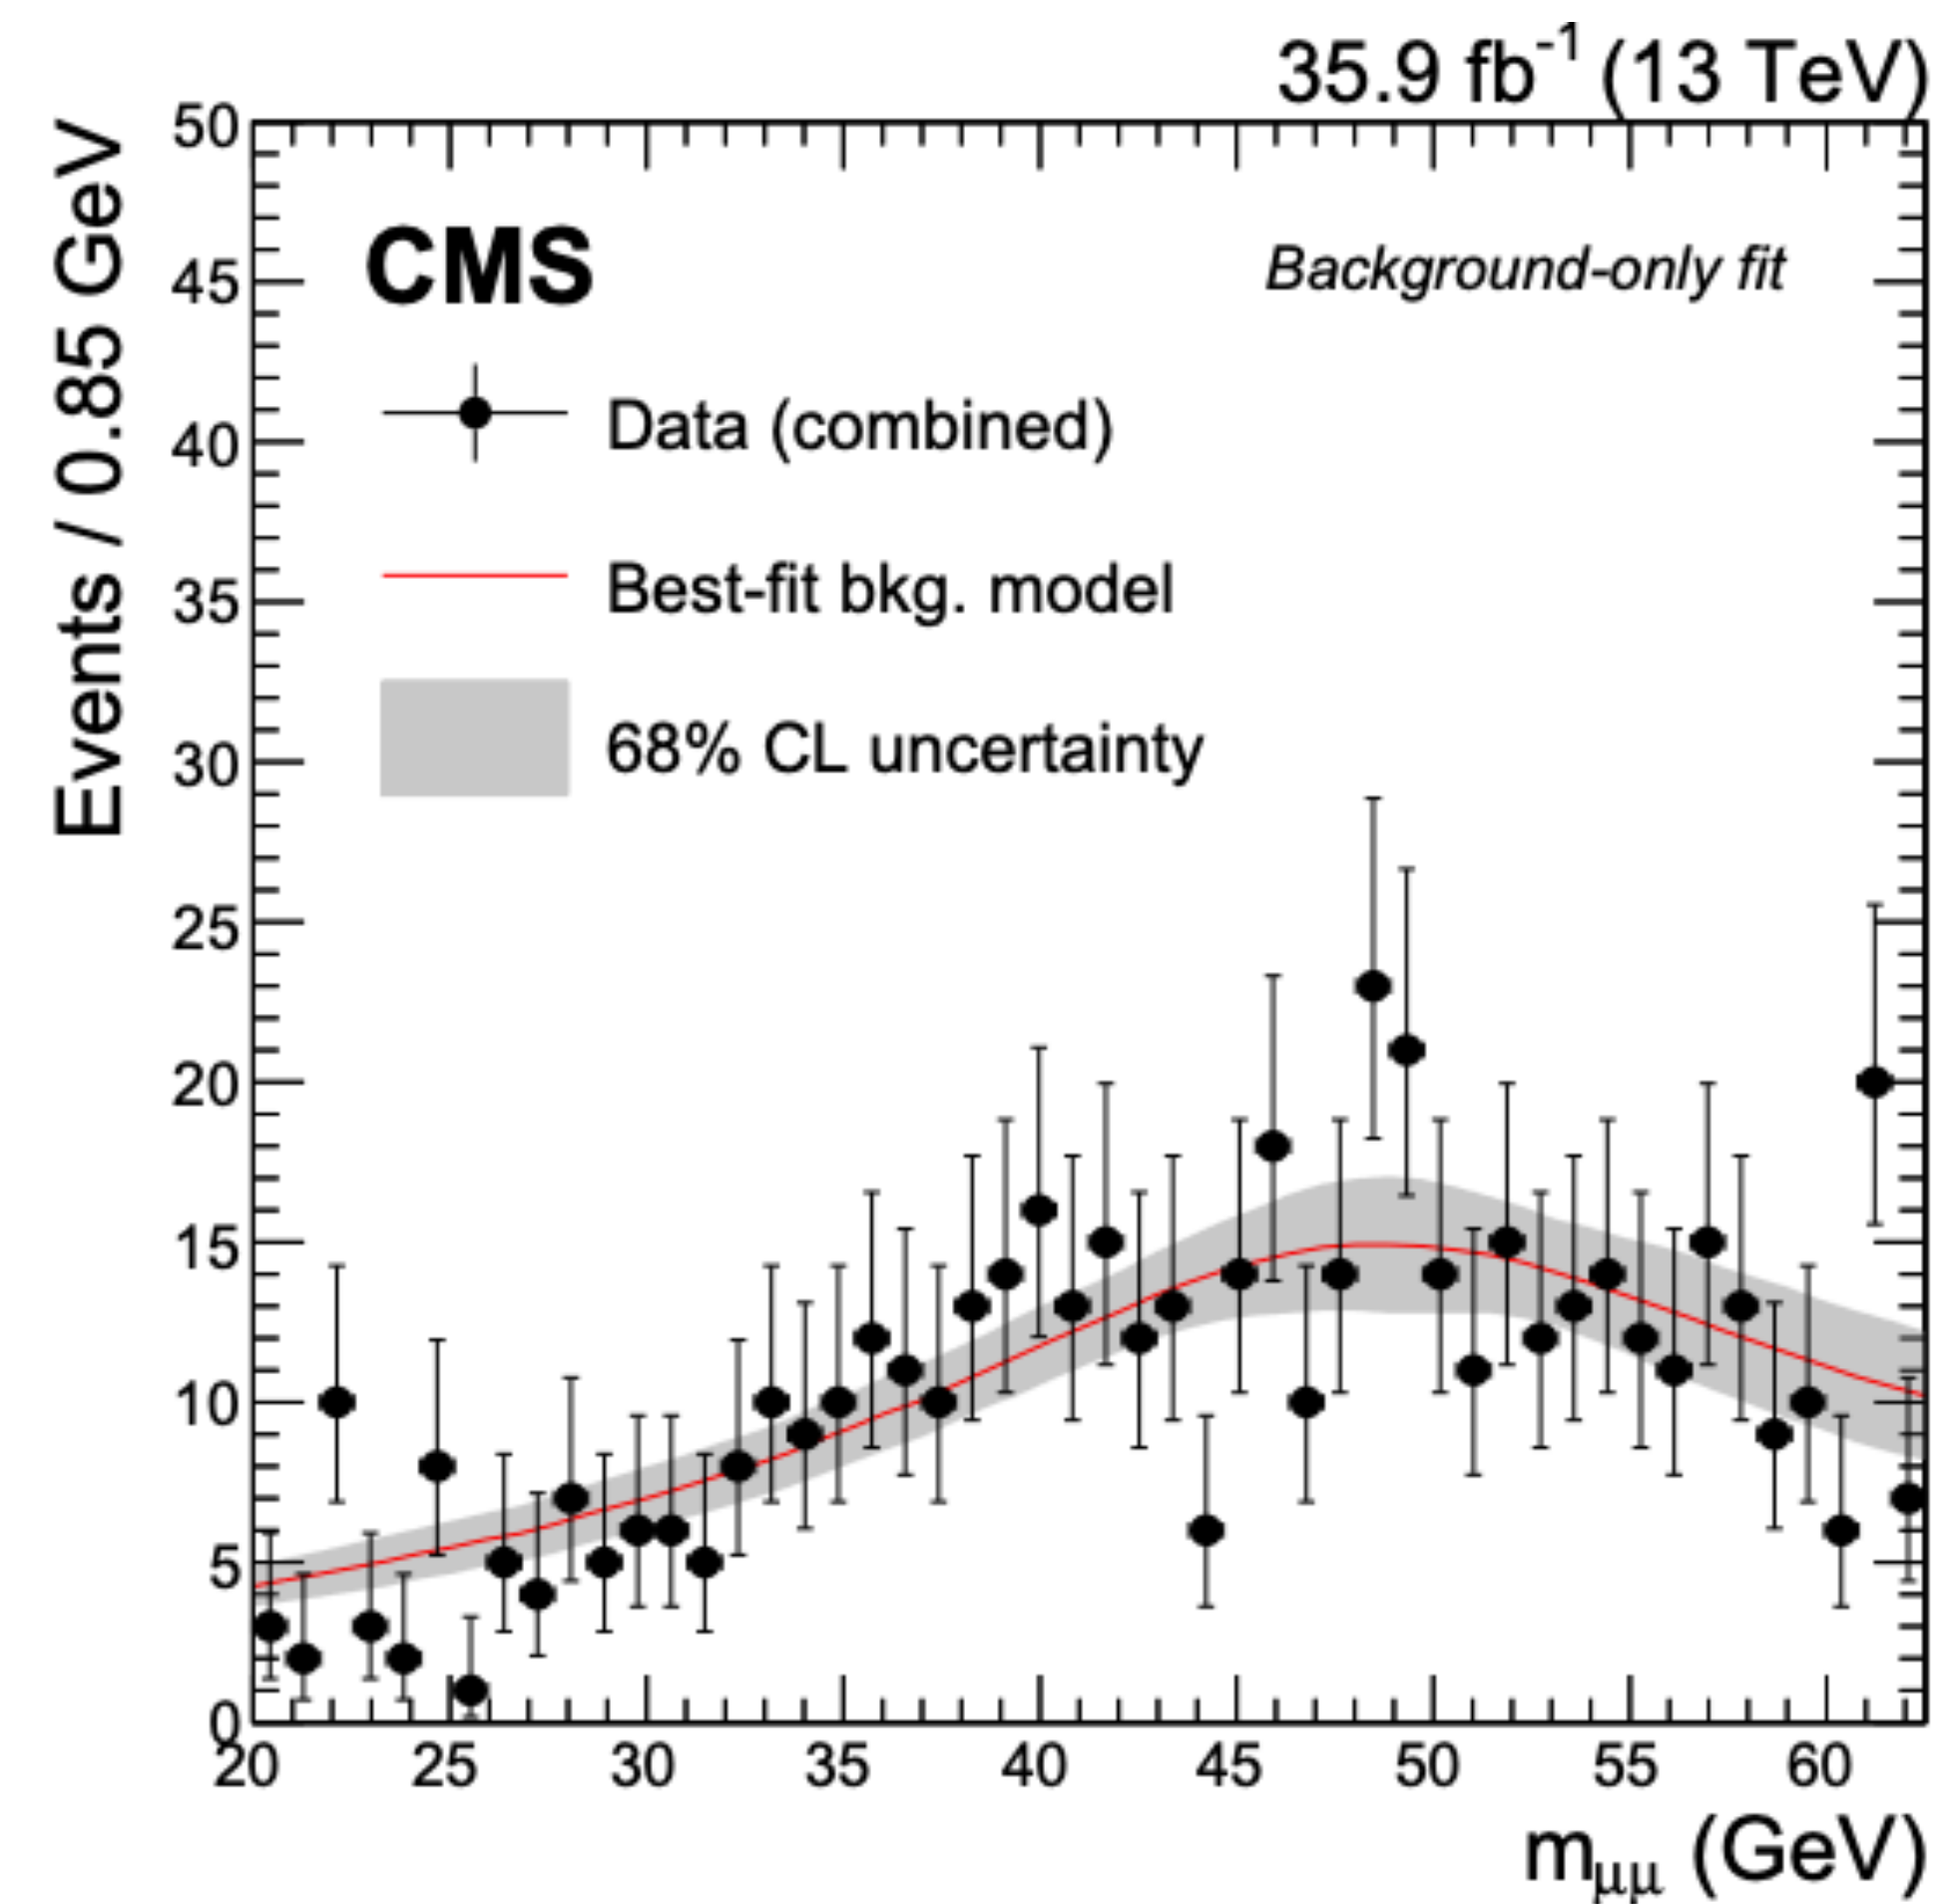 35.9 fb⁻¹ (13 TeV)
Events / 0.85 GeV
50
45
40
35
30
25
20
15
10
5
0
CMS
Background-only fit
Data (combined)
Best-fit bkg. model
68% CL uncertainty
20 25 30 35 40 45 50 55 60
m_μμ (GeV)